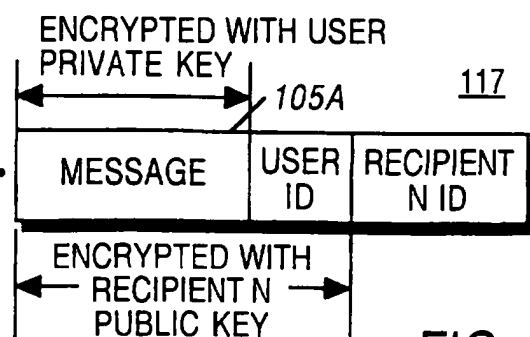 ENCRYPTED WITH USER
PRIVATE KEY
105A
117
MESSAGE
USER
ID
RECIPIENT
N ID
ENCRYPTED WITH
RECIPIENT N
PUBLIC KEY